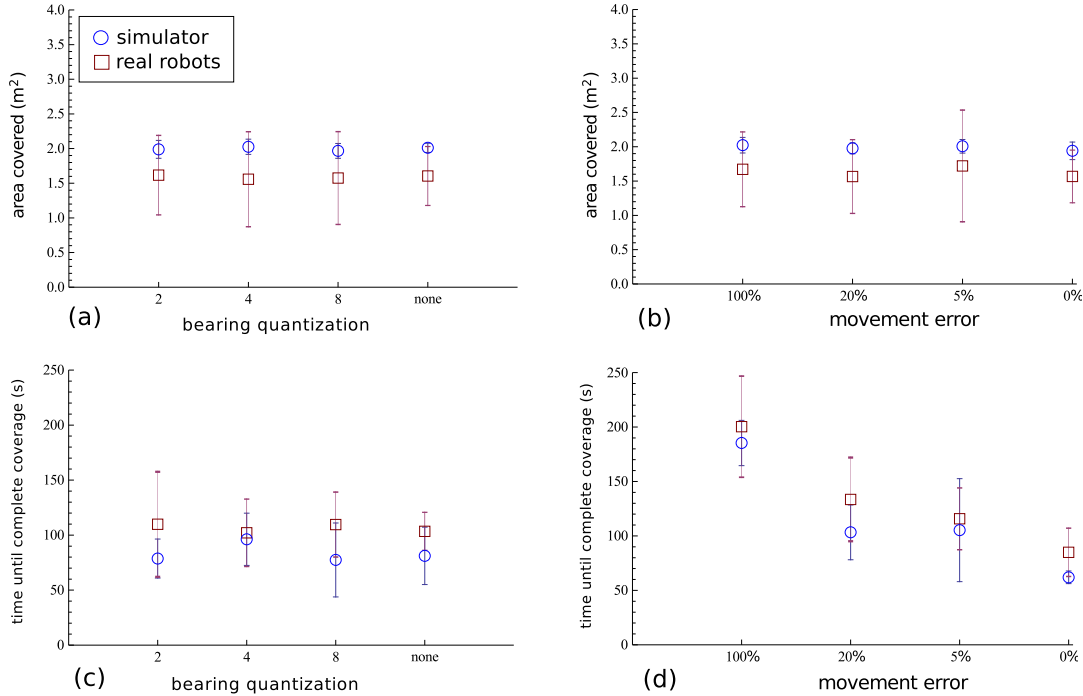 4.0
3.5
3.0
2.5
2.0
1.5
1.0
0.5
0.0
area covered (m²)
simulator
real robots
2 4 8 none
(a)
bearing quantization
4.0
3.5
3.0
2.5
2.0
1.5
1.0
0.5
0.0
area covered (m²)
100% 20% 5% 0%
(b)
movement error
250
200
150
100
50
0
time until complete coverage (s)
2 4 8 none
(c)
bearing quantization
250
200
150
100
50
0
time until complete coverage (s)
100% 20% 5% 0%
(d)
movement error